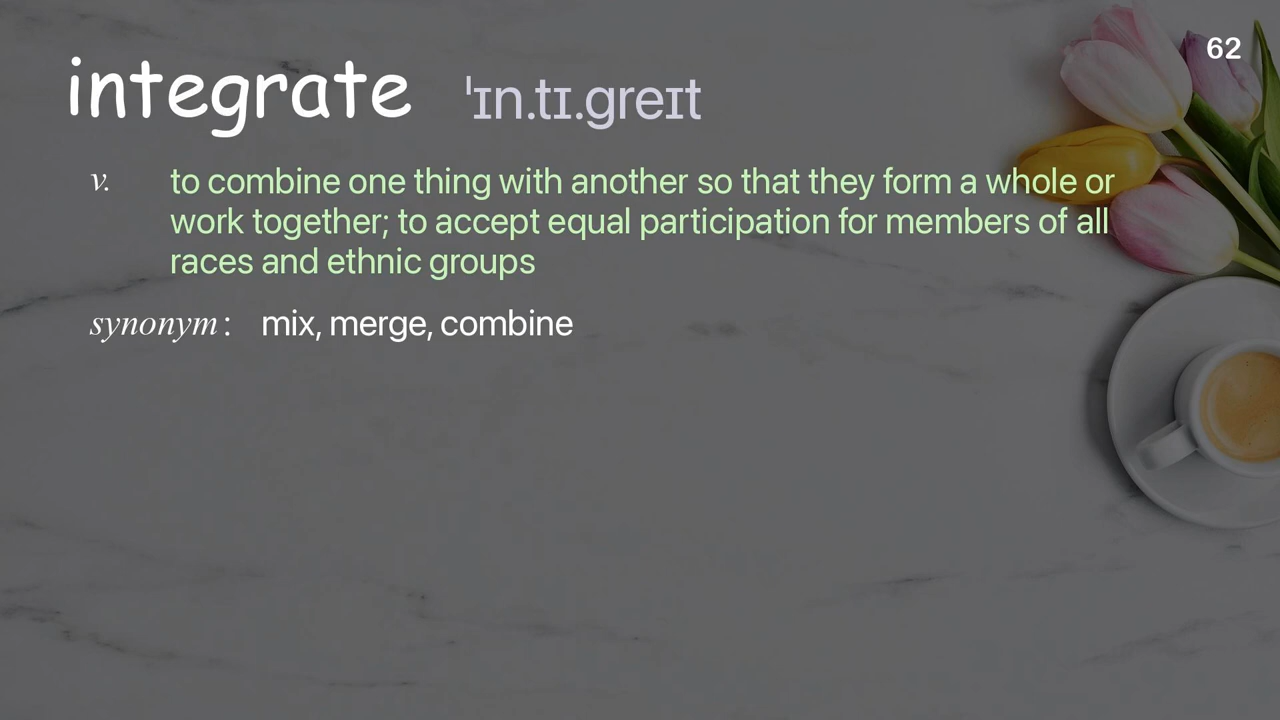 62
integrate ˈɪn.tɪ.greɪt
v. to combine one thing with another so that they form a whole or
work together; to accept equal participation for members of all
races and ethnic groups
synonym: mix, merge, combine